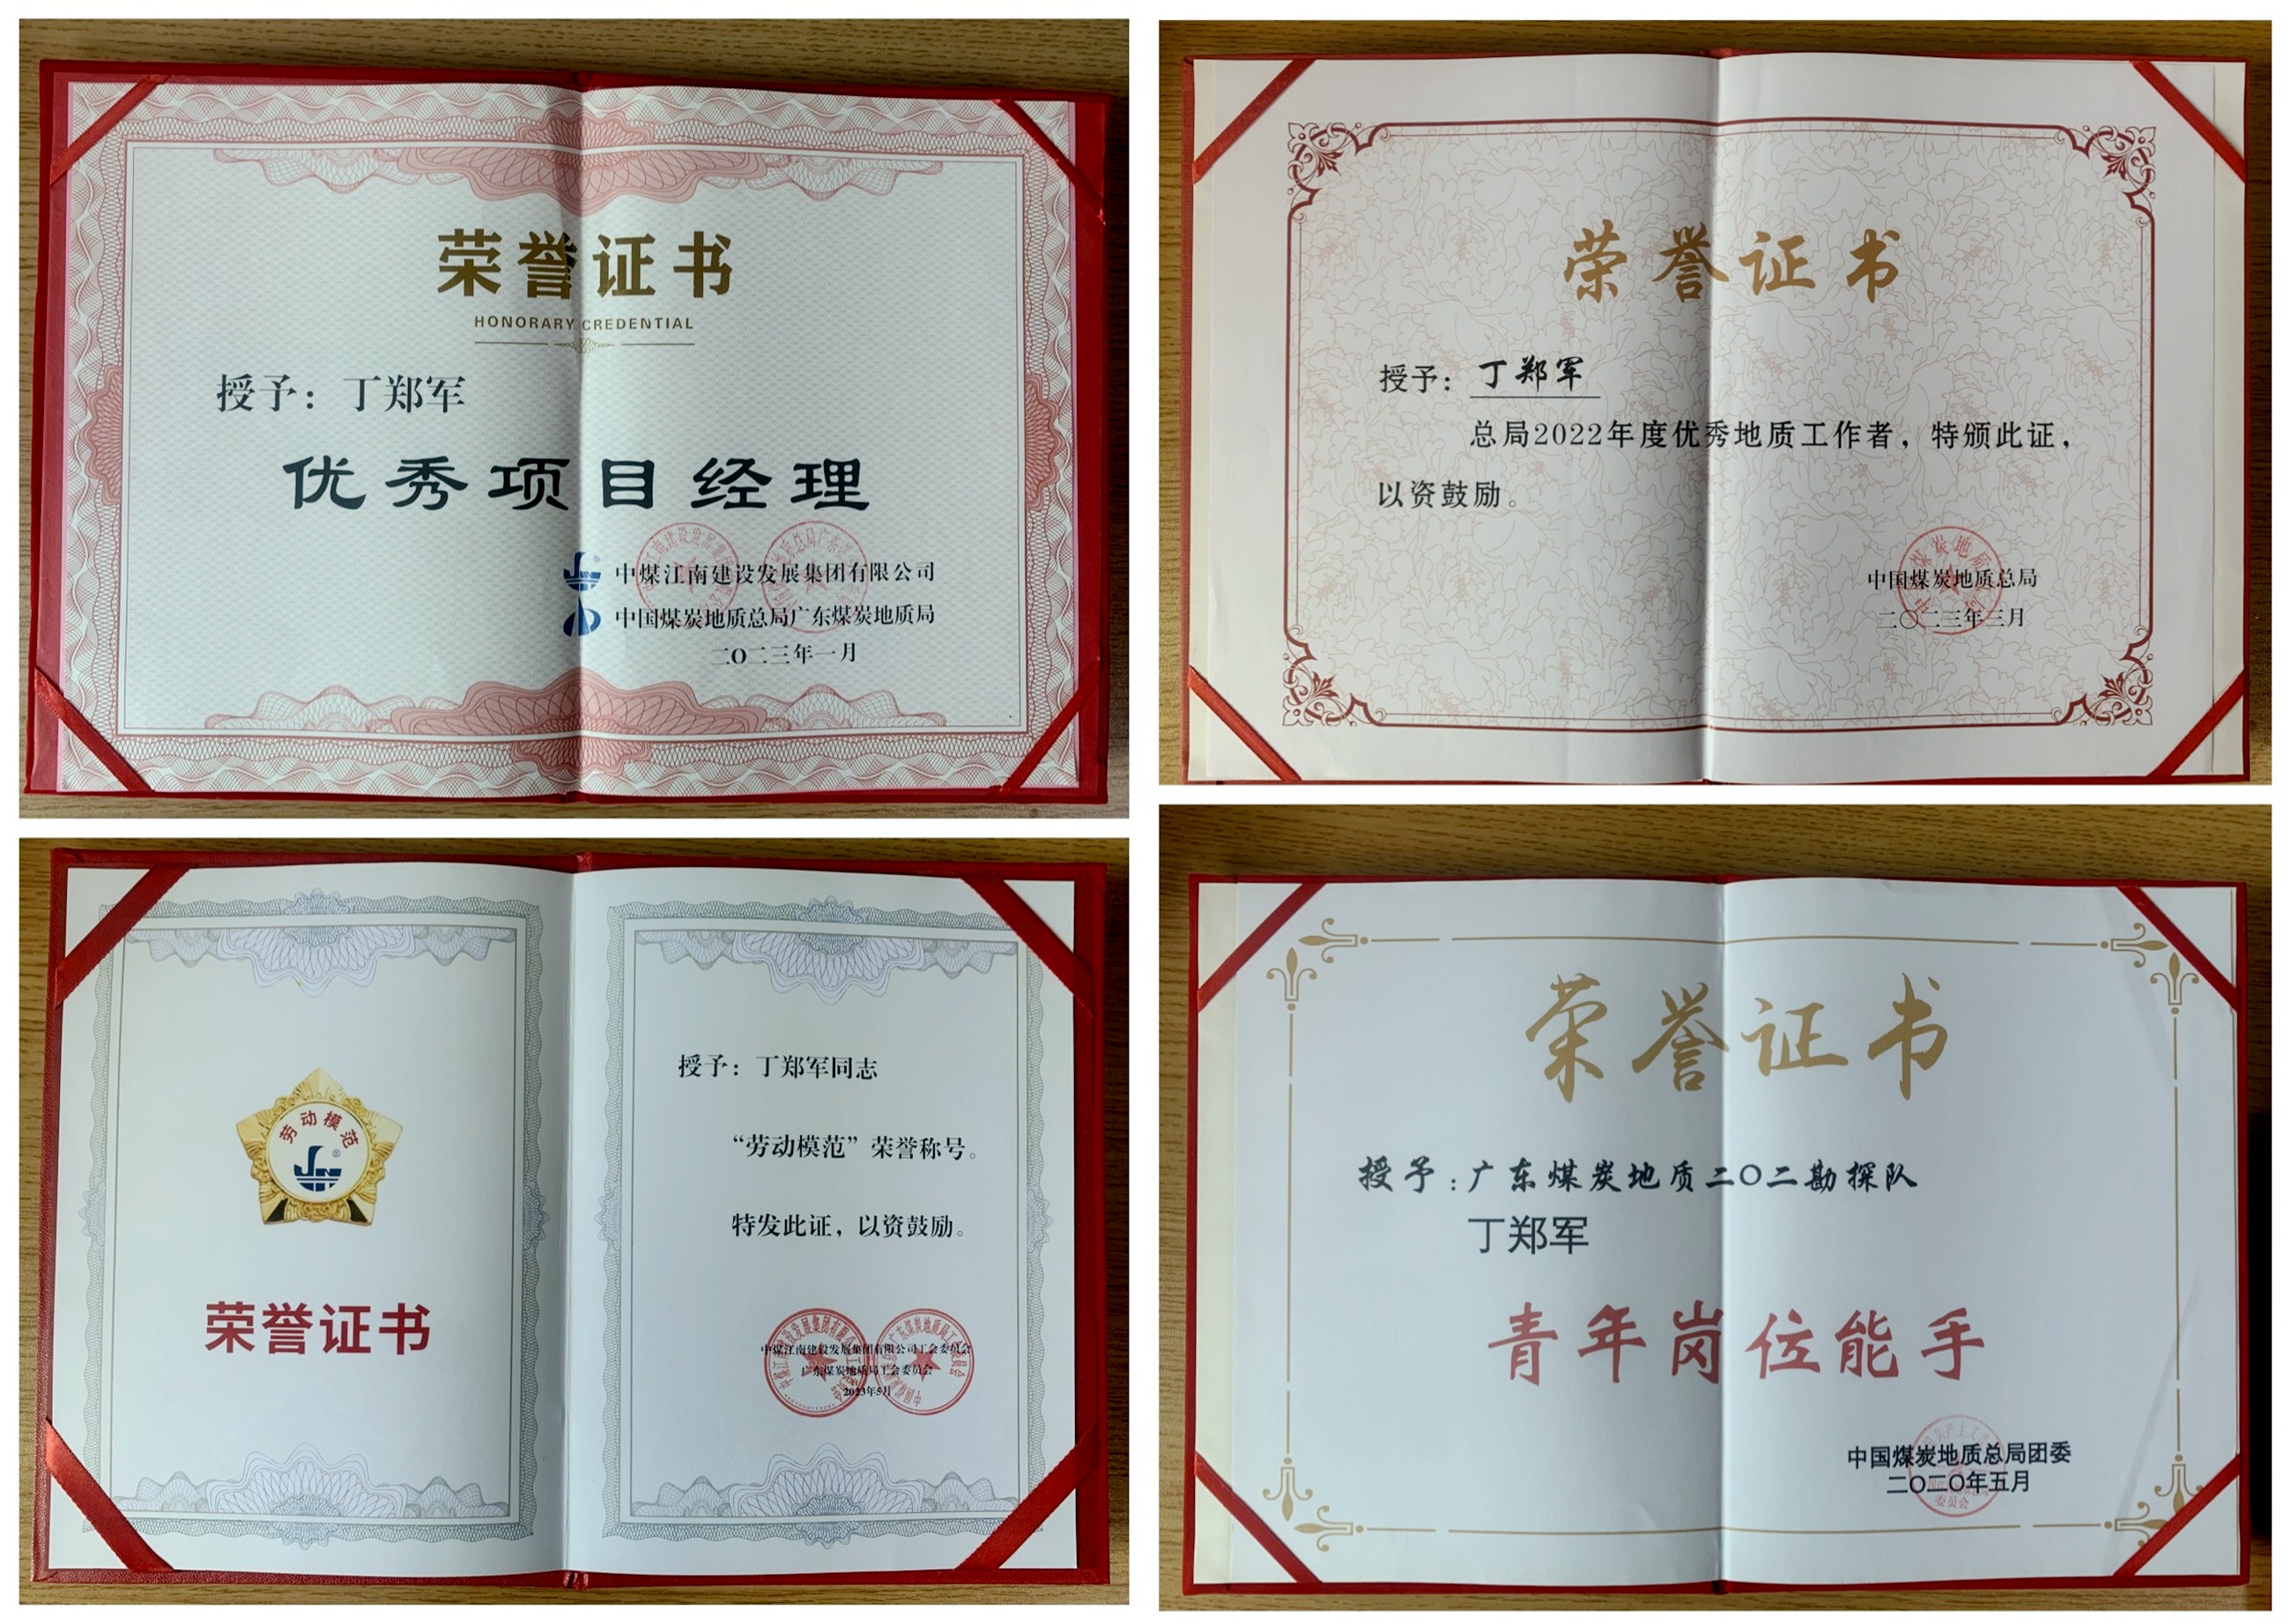 荣誉证书
HONORARY CREDENTIAL
授予：丁郑军
优秀项目经理
中煤江南建设发展集团有限公司
中国煤炭地质总局广东煤炭地质局
二〇二三年一月
荣誉证书
授予：丁郑军
总局2022年度优秀地质工作者，特颁此证，
以资鼓励。
中国煤炭地质总局
二〇二三年三月
劳动模范
JN
荣誉证书
授予：丁郑军同志
“劳动模范”荣誉称号。
特发此证，以资鼓励。
中煤江南建设发展集团有限公司工会委员会
广东煤炭地质局工会委员会
2023年5月
荣誉证书
授予：广东煤炭地质二〇二勘探队
丁郑军
青年岗位能手
中国煤炭地质总局团委
二〇二〇年五月